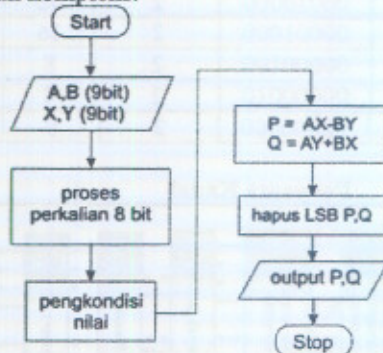 Start
A,B (9bit)
X,Y (9bit)
proses
perkalian 8 bit
pengkondisi
nilai
P = AX-BY
Q = AY+BX
hapus LSB P,Q
output P,Q
Stop